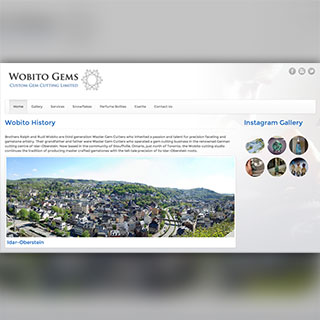 Wobito Gems
Custom Gem Cutting Limited
Home Gallery Services Snowflakes Perfume Bottles Events Contact Us
Wobito History
Instagram Gallery
Brothers Ralph and Rudi Wobito are third generation Master Gem Cutters who inherited a passion and talent for precision faceting and
gemstone artistry. Their grandfather and father were Master Gem Cutters who operated a gem cutting business in the renowned German
cutting centre of Idar-Oberstein. Now based in the community of Stouffville, Ontario, just north of Toronto, the Wobito cutting studio
continues the tradition of producing master crafted gemstones with the tell-tale precision of its Idar-Oberstein roots.
Idar-Oberstein